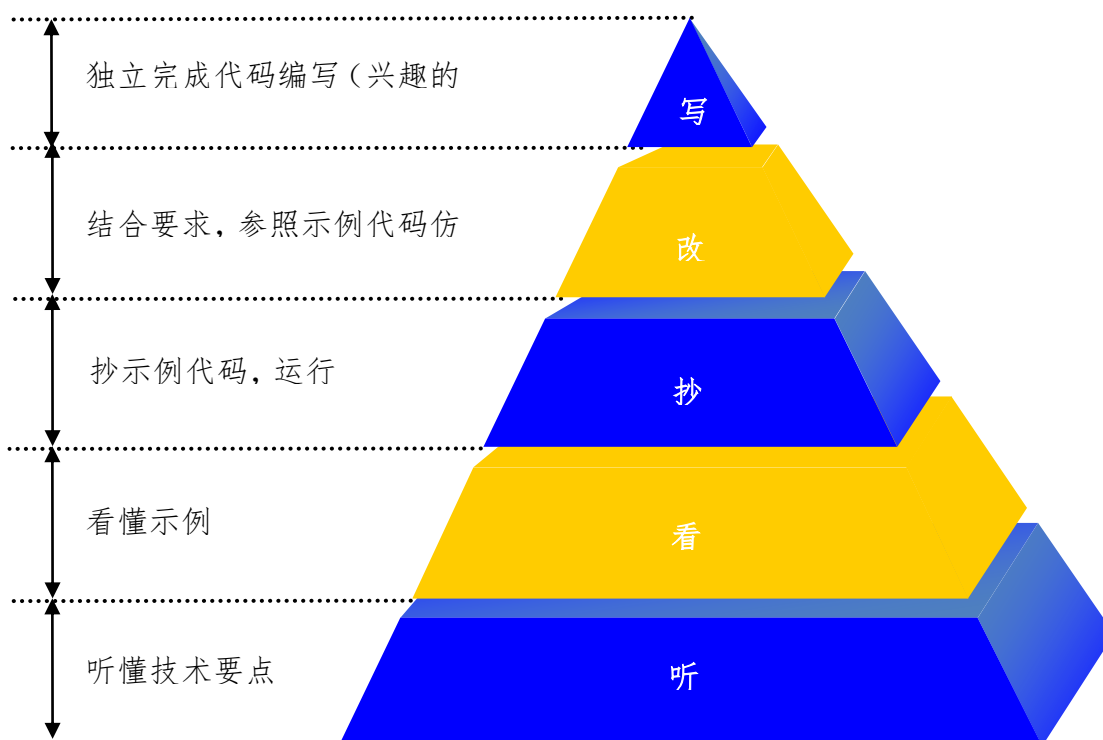 独立完成代码编写(兴趣的
写
结合要求,参照示例代码仿
改
抄示例代码,运行
抄
看懂示例
看
听懂技术要点
听